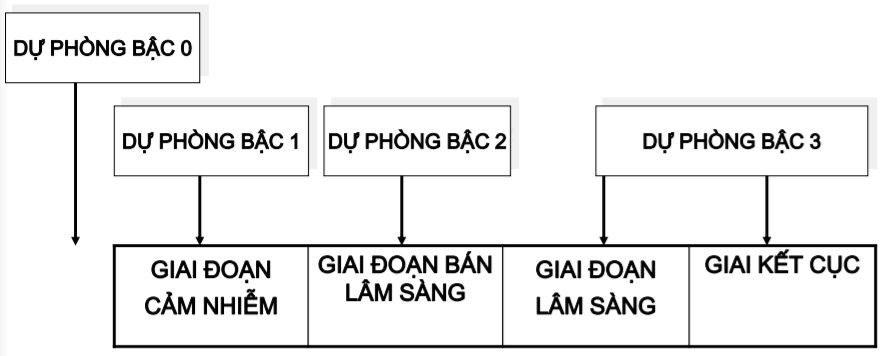 DỰ PHÒNG BẬC 0
DỰ PHÒNG BẬC 1
DỰ PHÒNG BẬC 2
DỰ PHÒNG BẬC 3
GIAI ĐOẠN
CẢM NHIỄM
GIAI ĐOẠN BÁN
LÂM SÀNG
GIAI ĐOẠN
LÂM SÀNG
GIAI KẾT CỤC